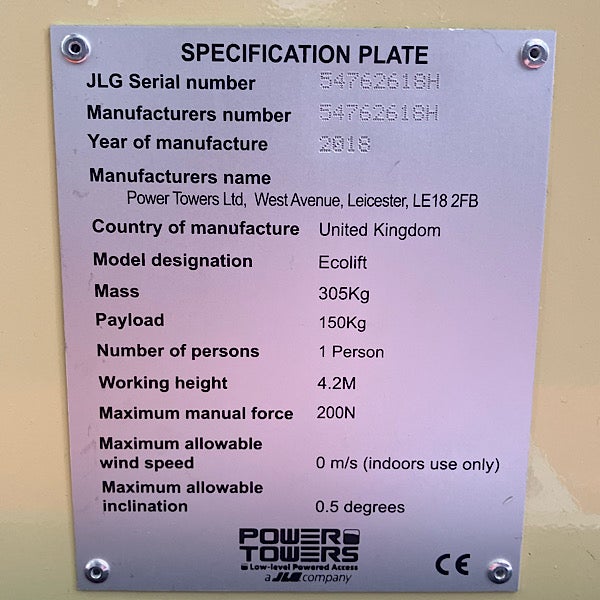 SPECIFICATION PLATE
JLG Serial number 54762618H
Manufacturers number 54762618H
Year of manufacture 2018
Manufacturers name
Power Towers Ltd, West Avenue, Leicester, LE18 2FB
Country of manufacture United Kingdom
Model designation Ecolift
Mass 305Kg
Payload 150Kg
Number of persons 1 Person
Working height 4.2M
Maximum manual force 200N
Maximum allowable
wind speed 0 m/s (indoors use only)
Maximum allowable
inclination 0.5 degrees
POWER
TOWERS
Low-level Powered Access
a JLG company
CE